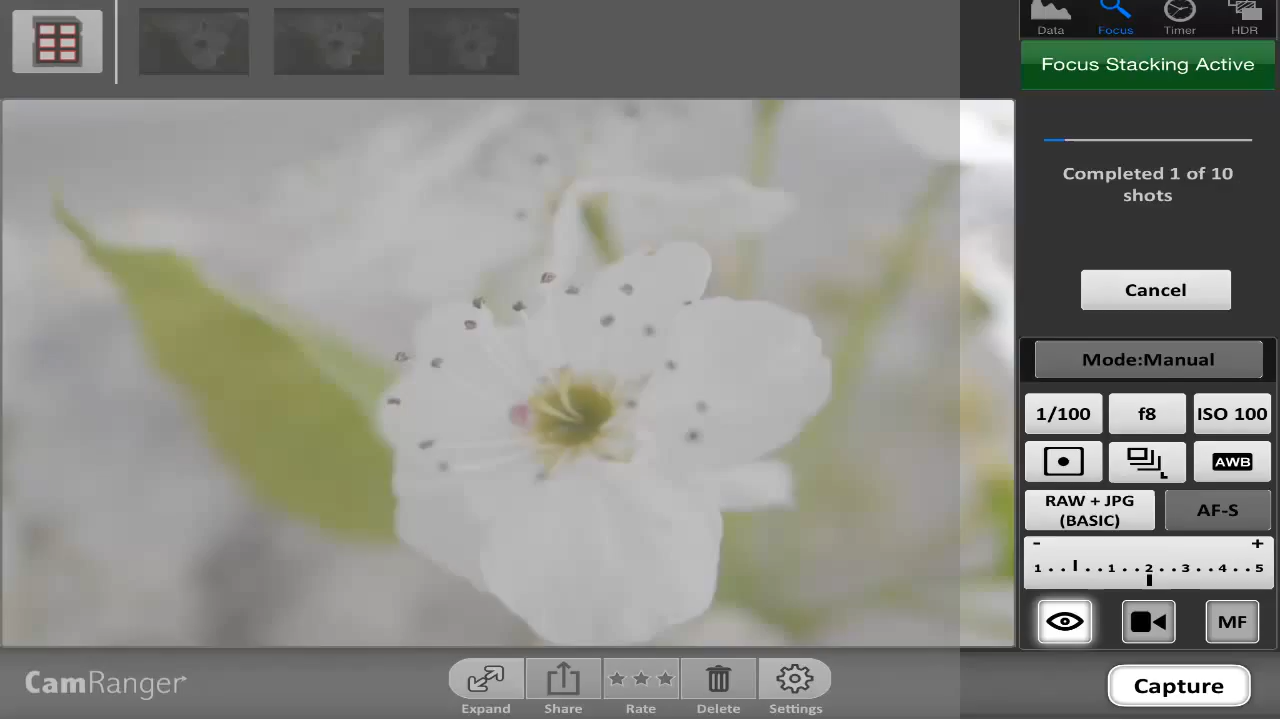 Data Focus Timer HDR
Focus Stacking Active
Completed 1 of 10
shots
Cancel
Mode:Manual
1/100 f8 ISO 100
L AWB
RAW + JPG
(BASIC)
AF-S
- +
1 . . | . . 1 . . 2 . . 3 . . 4 . . 5
MF
CamRanger
Expand Share Rate Delete Settings
Capture